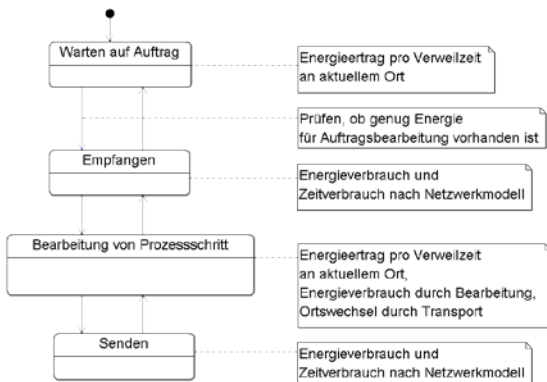 Warten auf Auftrag
Energieertrag pro Verweilzeit
an aktuellem Ort
Prüfen, ob genug Energie
für Auftragsbearbeitung vorhanden ist
Empfangen
Energieverbrauch und
Zeitverbrauch nach Netzwerkmodell
Bearbeitung von Prozessschritt
Energieertrag pro Verweilzeit
an aktuellem Ort,
Energieverbrauch durch Bearbeitung,
Ortswechsel durch Transport
Senden
Energieverbrauch und
Zeitverbrauch nach Netzwerkmodell